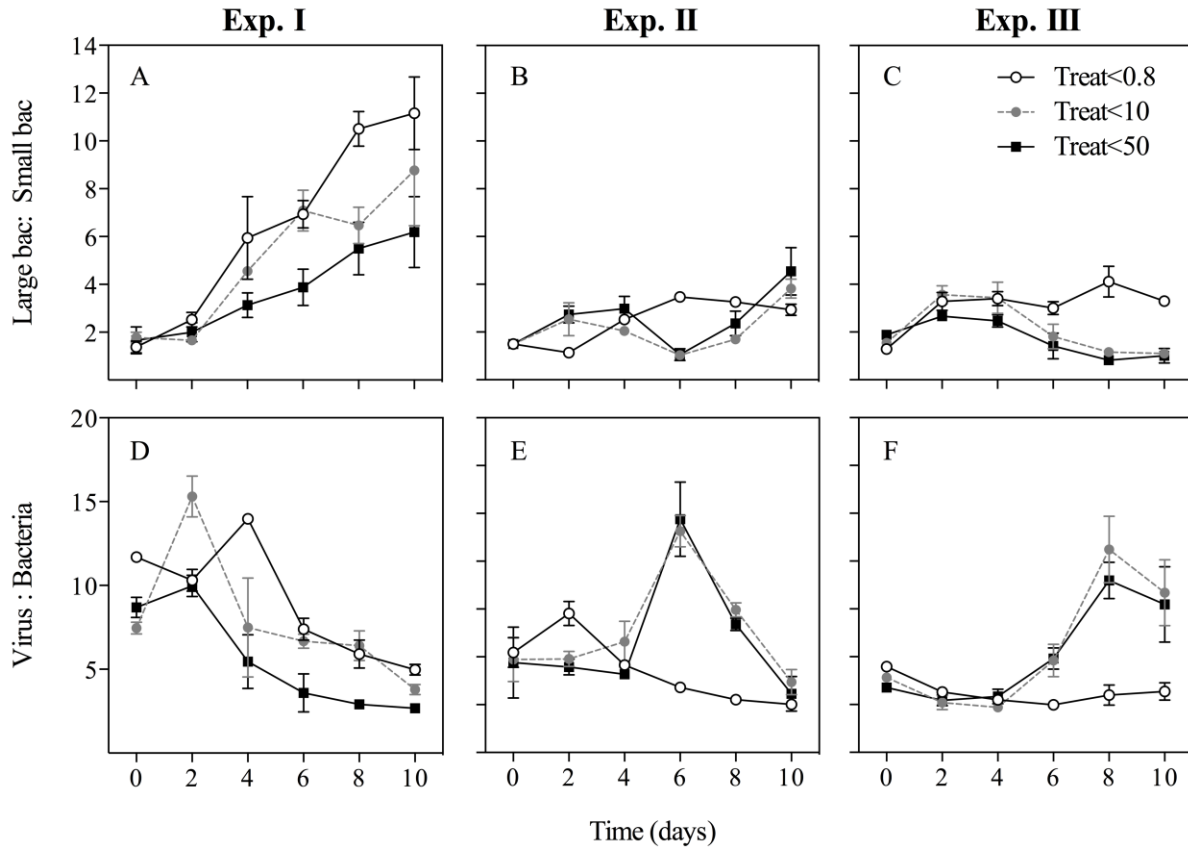 Exp. I
Exp. II
Exp. III
Large bac: Small bac
14
12
10
8
6
4
2
A
B
C
Treat<0.8
Treat<10
Treat<50
Virus : Bacteria
20
15
10
5
D
E
F
0 2 4 6 8 10
0 2 4 6 8 10
0 2 4 6 8 10
Time (days)